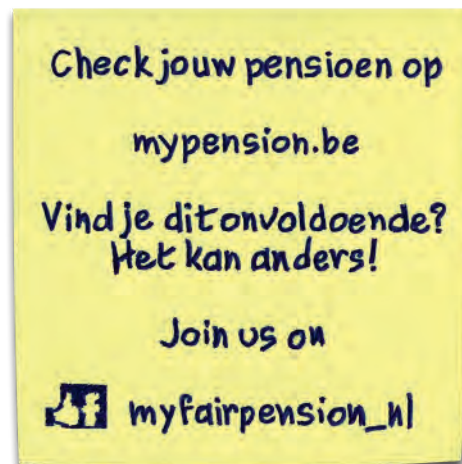 Check jouw pensioen op
mypension.be
Vind je dit onvoldoende?
Het kan anders!
Join us on
myfairpension_nl